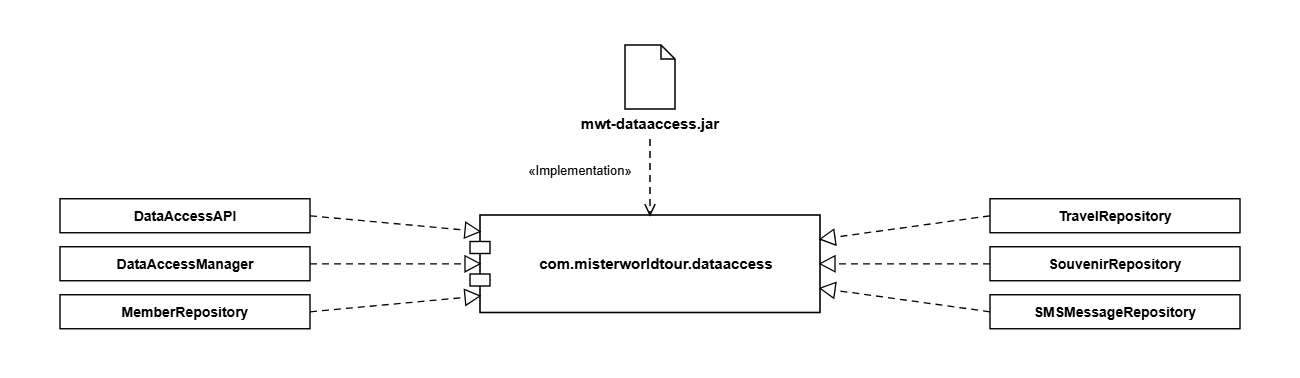 mwt-dataaccess.jar
«Implementation»
DataAccessAPI
DataAccessManager
MemberRepository
com.misterworldtour.dataaccess
TravelRepository
SouvenirRepository
SMSMessageRepository